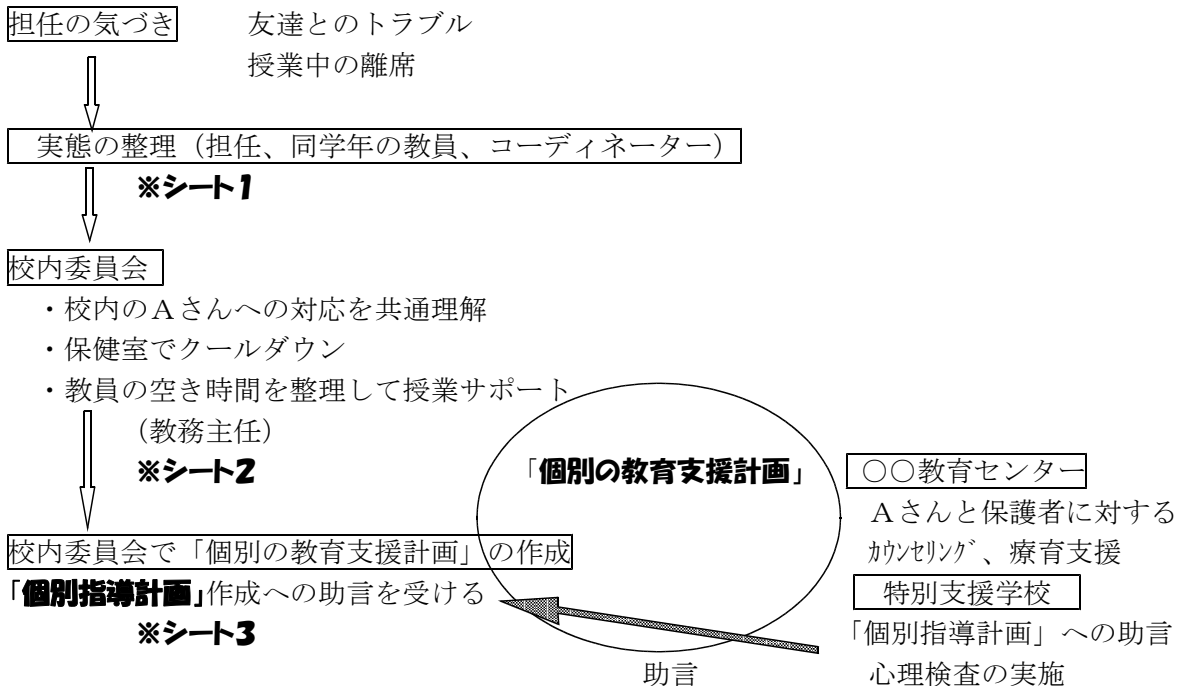 担任の気づき 友達とのトラブル
授業中の離席
実態の整理(担任、同学年の教員、コーディネーター)
※シート1
校内委員会
・校内のAさんへの対応を共通理解
・保健室でクールダウン
・教員の空き時間を整理して授業サポート
(教務主任)
※シート2
「個別の教育支援計画」
〇〇教育センター
Aさんと保護者に対する
ｶｳﾝｾﾘﾝｸﾞ、療育支援
校内委員会で「個別の教育支援計画」の作成
「個別指導計画」作成への助言を受ける
※シート3
特別支援学校
「個別指導計画」への助言
心理検査の実施
助言